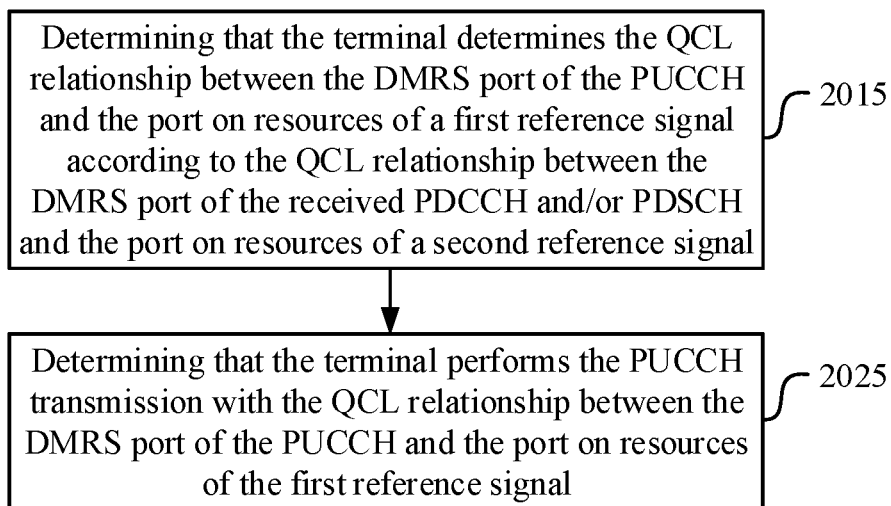 Determining that the terminal determines the QCL
relationship between the DMRS port of the PUCCH
and the port on resources of a first reference signal
according to the QCL relationship between the
DMRS port of the received PDCCH and/or PDSCH
and the port on resources of a second reference signal
2015
Determining that the terminal performs the PUCCH
transmission with the QCL relationship between the
DMRS port of the PUCCH and the port on resources
of the first reference signal
2025